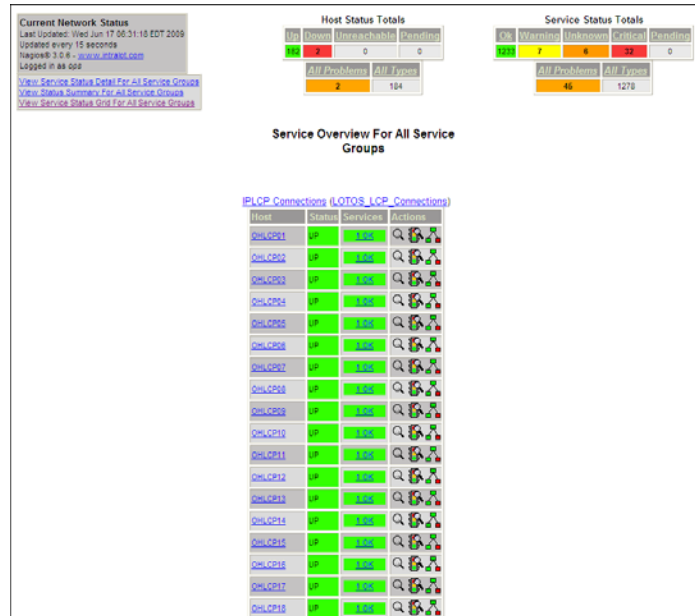 Current Network Status
Last Updated: Wed Jun 17 06:31:18 EDT 2009
Updated every 15 seconds
Nagios® 3.0.6 - www.intralot.com
Logged in as ops
View Service Status Detail For All Service Groups
View Status Summary For All Service Groups
View Service Status Grid For All Service Groups
Host Status Totals
Up Down Unreachable Pending
182 2 0 0
All Problems All Types
2 184
Service Status Totals
Ok Warning Unknown Critical Pending
1233 7 6 32 0
All Problems All Types
45 1278
Service Overview For All Service
Groups
IPLCP Connections (LOTOS_LCP_Connections)
Host Status Services Actions
OHLCP01 UP 1 OK
OHLCP02 UP 1 OK
OHLCP03 UP 1 OK
OHLCP04 UP 1 OK
OHLCP05 UP 1 OK
OHLCP06 UP 1 OK
OHLCP07 UP 1 OK
OHLCP08 UP 1 OK
OHLCP09 UP 1 OK
OHLCP10 UP 1 OK
OHLCP11 UP 1 OK
OHLCP12 UP 1 OK
OHLCP13 UP 1 OK
OHLCP14 UP 1 OK
OHLCP15 UP 1 OK
OHLCP16 UP 1 OK
OHLCP17 UP 1 OK
OHLCP18 UP 1 OK